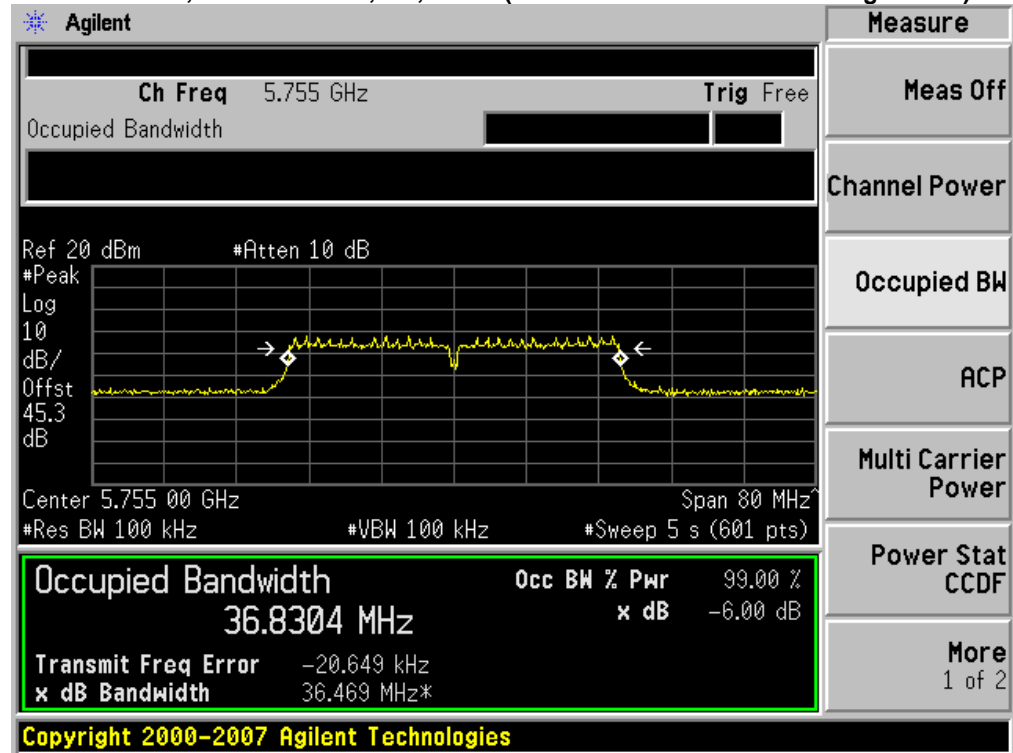 Agilent
Measure
Ch Freq 5.755 GHz
Trig Free
Occupied Bandwidth
Meas Off
Channel Power
Occupied BW
ACP
Multi Carrier
Power
Power Stat
CCDF
More
1 of 2
Ref 20 dBm #Atten 10 dB
#Peak
Log
10
dB/
Offst
45.3
dB
Center 5.755 00 GHz Span 80 MHz^
#Res BW 100 kHz #VBW 100 kHz #Sweep 5 s (601 pts)
Occupied Bandwidth
36.8304 MHz
Occ BW % Pwr 99.00 %
x dB -6.00 dB
Transmit Freq Error -20.649 kHz
x dB Bandwidth 36.469 MHz*
Copyright 2000-2007 Agilent Technologies